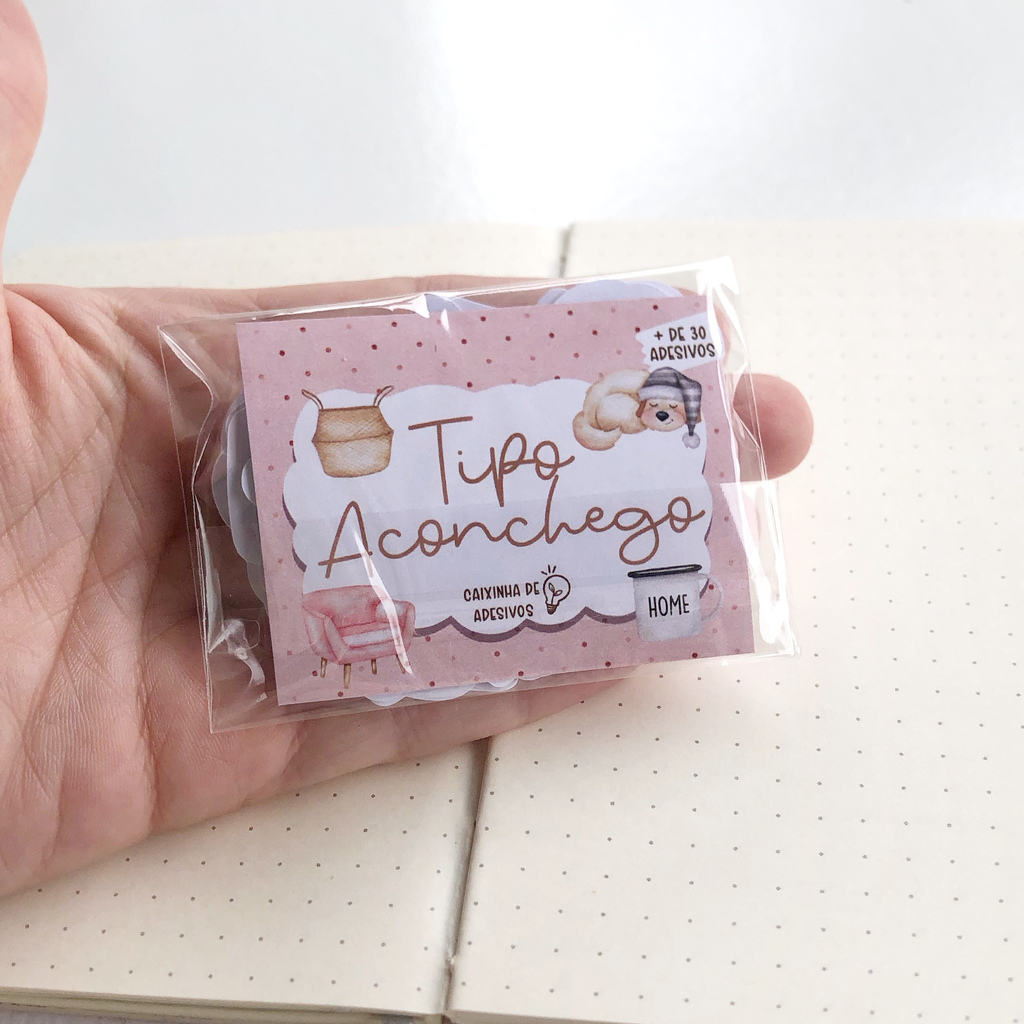 + DE 30
ADESIVOS
Tipo
Aconchego
CAIXINHA DE
ADESIVOS
HOME